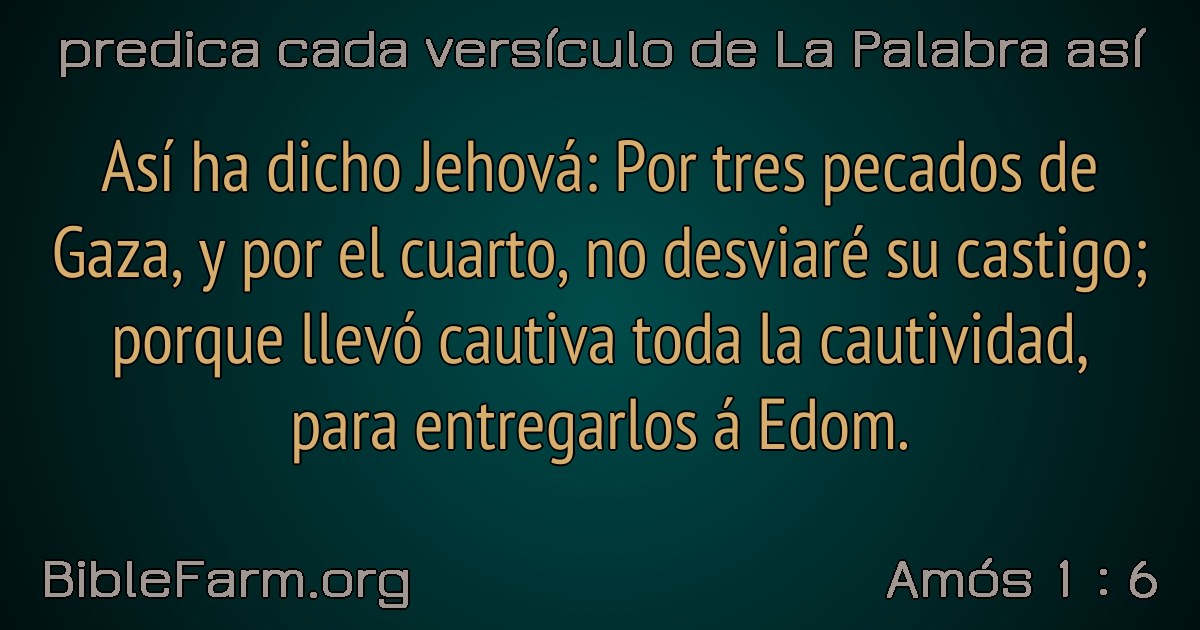 predica cada versículo de La Palabra así
Así ha dicho Jehová: Por tres pecados de
Gaza, y por el cuarto, no desviaré su castigo;
porque llevó cautiva toda la cautividad,
para entregarlos á Edom.
BibleFarm.org
Amós 1 : 6